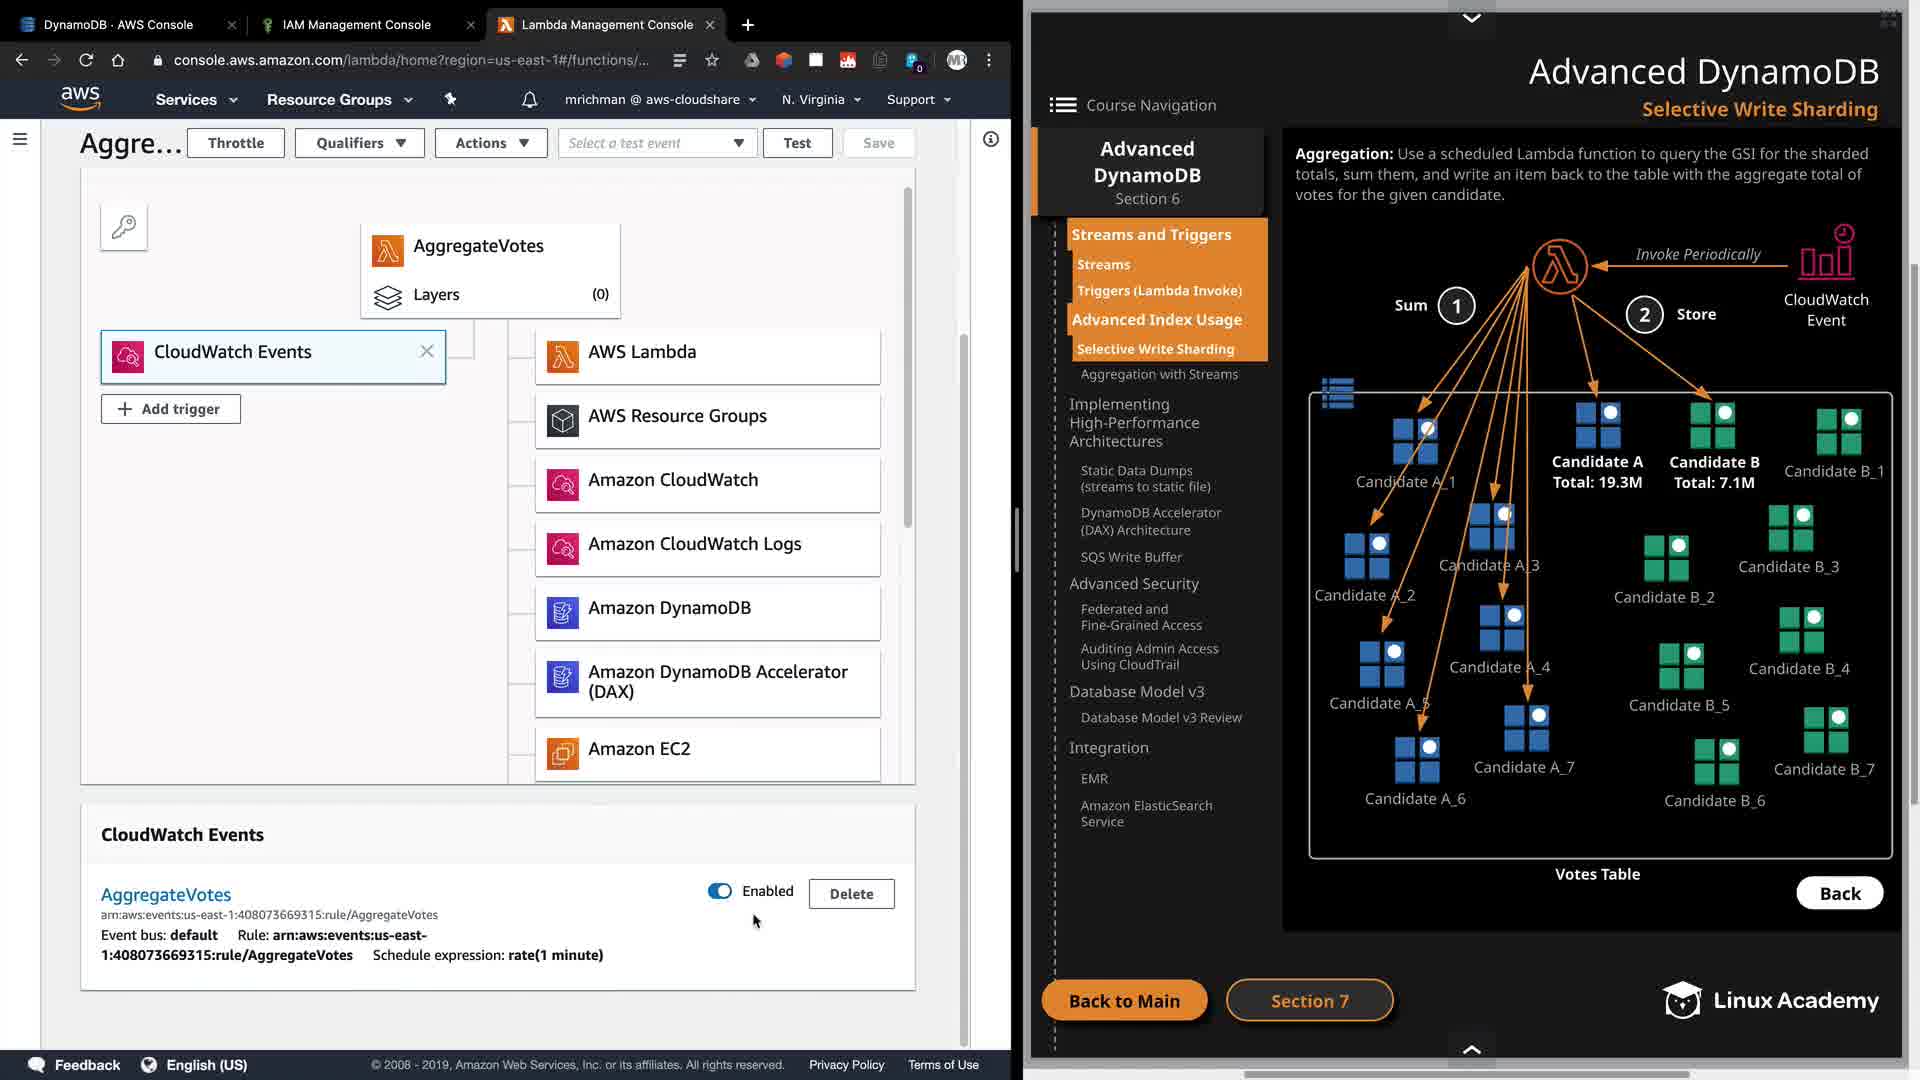 DynamoDB · AWS Console
IAM Management Console
Lambda Management Console
console.aws.amazon.com/lambda/home?region=us-east-1#/functions/...
0
MR
aws
Services
Resource Groups
mrichman @ aws-cloudshare
N. Virginia
Support
Aggre...
Throttle
Qualifiers
Actions
Select a test event
Test
Save
AggregateVotes
Layers
(0)
CloudWatch Events
Add trigger
AWS Lambda
AWS Resource Groups
Amazon CloudWatch
Amazon CloudWatch Logs
Amazon DynamoDB
Amazon DynamoDB Accelerator
(DAX)
Amazon EC2
CloudWatch Events
AggregateVotes
Enabled
Delete
arn:aws:events:us-east-1:408073669315:rule/AggregateVotes
Event bus: default Rule: arn:aws:events:us-east-
1:408073669315:rule/AggregateVotes Schedule expression: rate(1 minute)
Feedback
English (US)
© 2008 - 2019, Amazon Web Services, Inc. or its affiliates. All rights reserved.
Privacy Policy
Terms of Use
Advanced DynamoDB
Selective Write Sharding
Course Navigation
Advanced
DynamoDB
Section 6
Streams and Triggers
Streams
Triggers (Lambda Invoke)
Advanced Index Usage
Selective Write Sharding
Aggregation with Streams
Implementing
High-Performance
Architectures
Static Data Dumps
(streams to static file)
DynamoDB Accelerator
(DAX) Architecture
SQS Write Buffer
Advanced Security
Federated and
Fine-Grained Access
Auditing Admin Access
Using CloudTrail
Database Model v3
Database Model v3 Review
Integration
EMR
Amazon ElasticSearch
Service
Aggregation: Use a scheduled Lambda function to query the GSI for the sharded
totals, sum them, and write an item back to the table with the aggregate total of
votes for the given candidate.
Invoke Periodically
CloudWatch
Event
Sum
1
2
Store
Candidate A
Total: 19.3M
Candidate B
Total: 7.1M
Candidate B_1
Candidate A_1
Candidate A_3
Candidate B_3
Candidate A_2
Candidate B_2
Candidate A_4
Candidate B_4
Candidate A_5
Candidate B_5
Candidate A_7
Candidate B_7
Candidate A_6
Candidate B_6
Votes Table
Back
Back to Main
Section 7
Linux Academy